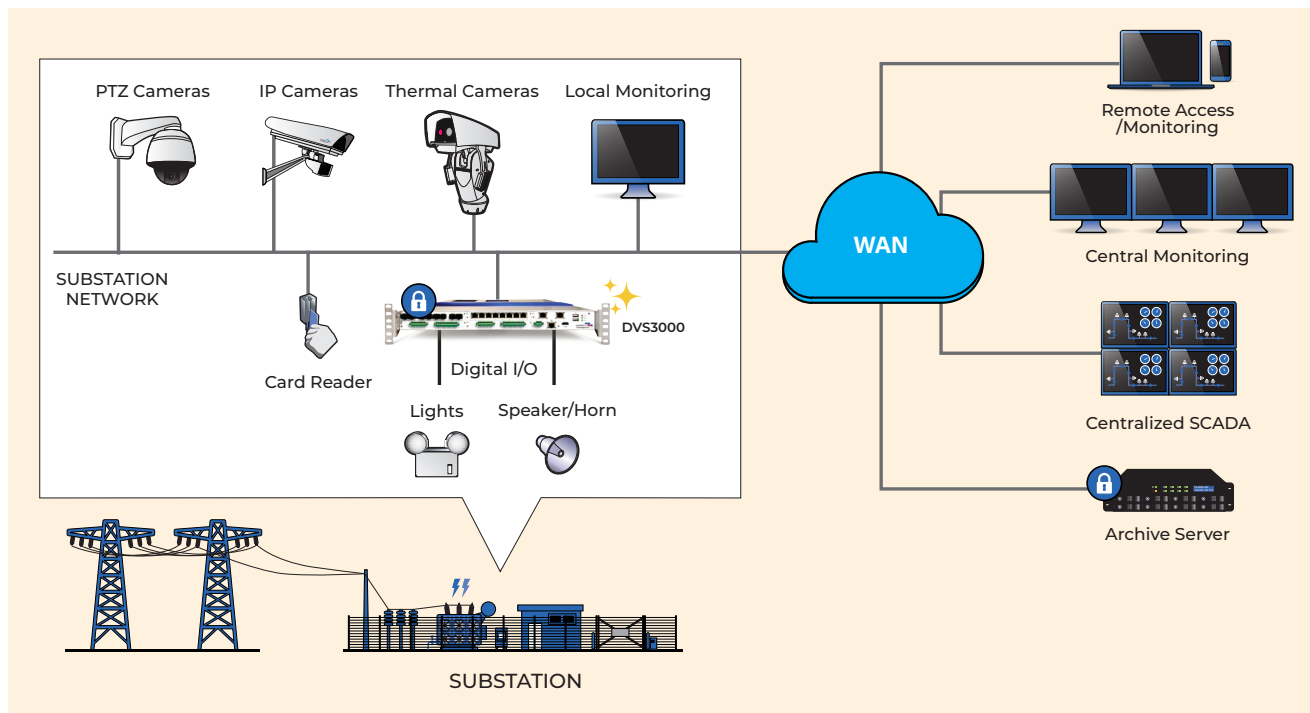 PTZ Cameras
IP Cameras
Thermal Cameras
Local Monitoring
SUBSTATION
NETWORK
Card Reader
DVS3000
Digital I/O
Lights
Speaker/Horn
WAN
Remote Access
/Monitoring
Central Monitoring
Centralized SCADA
Archive Server
SUBSTATION